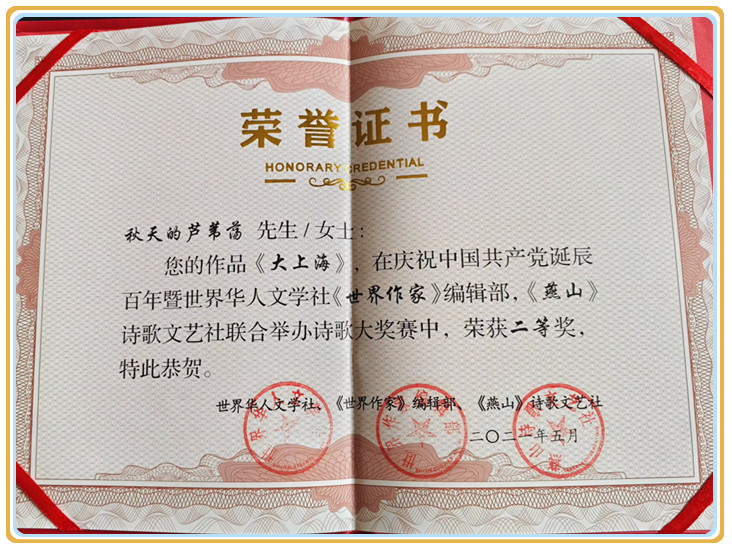 荣誉证书
HONORARY CREDENTIAL
秋天的芦苇荡 先生/女士：
您的作品《大上海》，在庆祝中国共产党诞辰
百年暨世界华人文学社《世界作家》编辑部，《燕山》
诗歌文艺社联合举办诗歌大奖赛中，荣获二等奖，
特此恭贺。
世界华人文学社、《世界作家》编辑部、《燕山》诗歌文艺社
二〇二一年五月